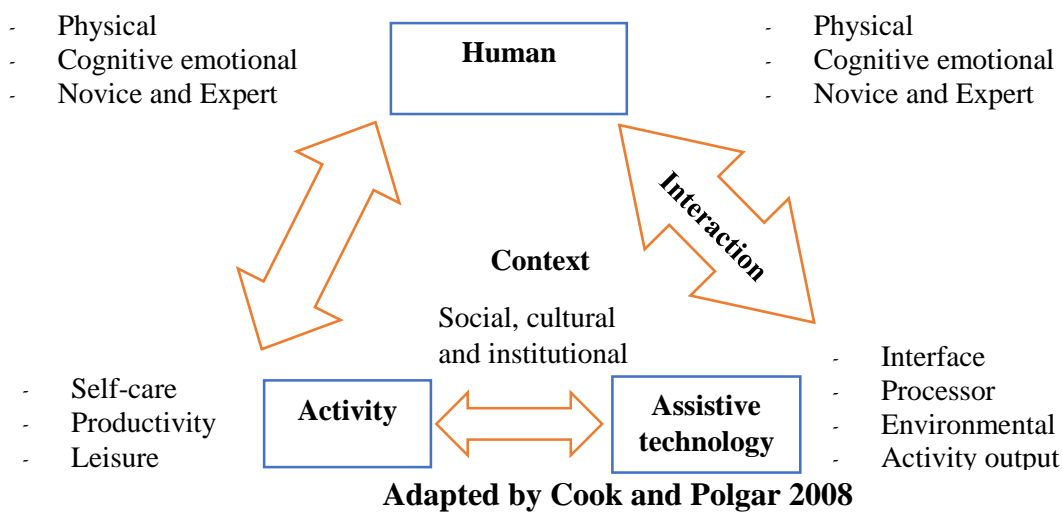 - Physical
- Cognitive emotional
- Novice and Expert
Human
- Physical
- Cognitive emotional
- Novice and Expert
Interaction
Context
Social, cultural
and institutional
- Self-care
- Productivity
- Leisure
Activity
Assistive
technology
- Interface
- Processor
- Environmental
- Activity output
Adapted by Cook and Polgar 2008